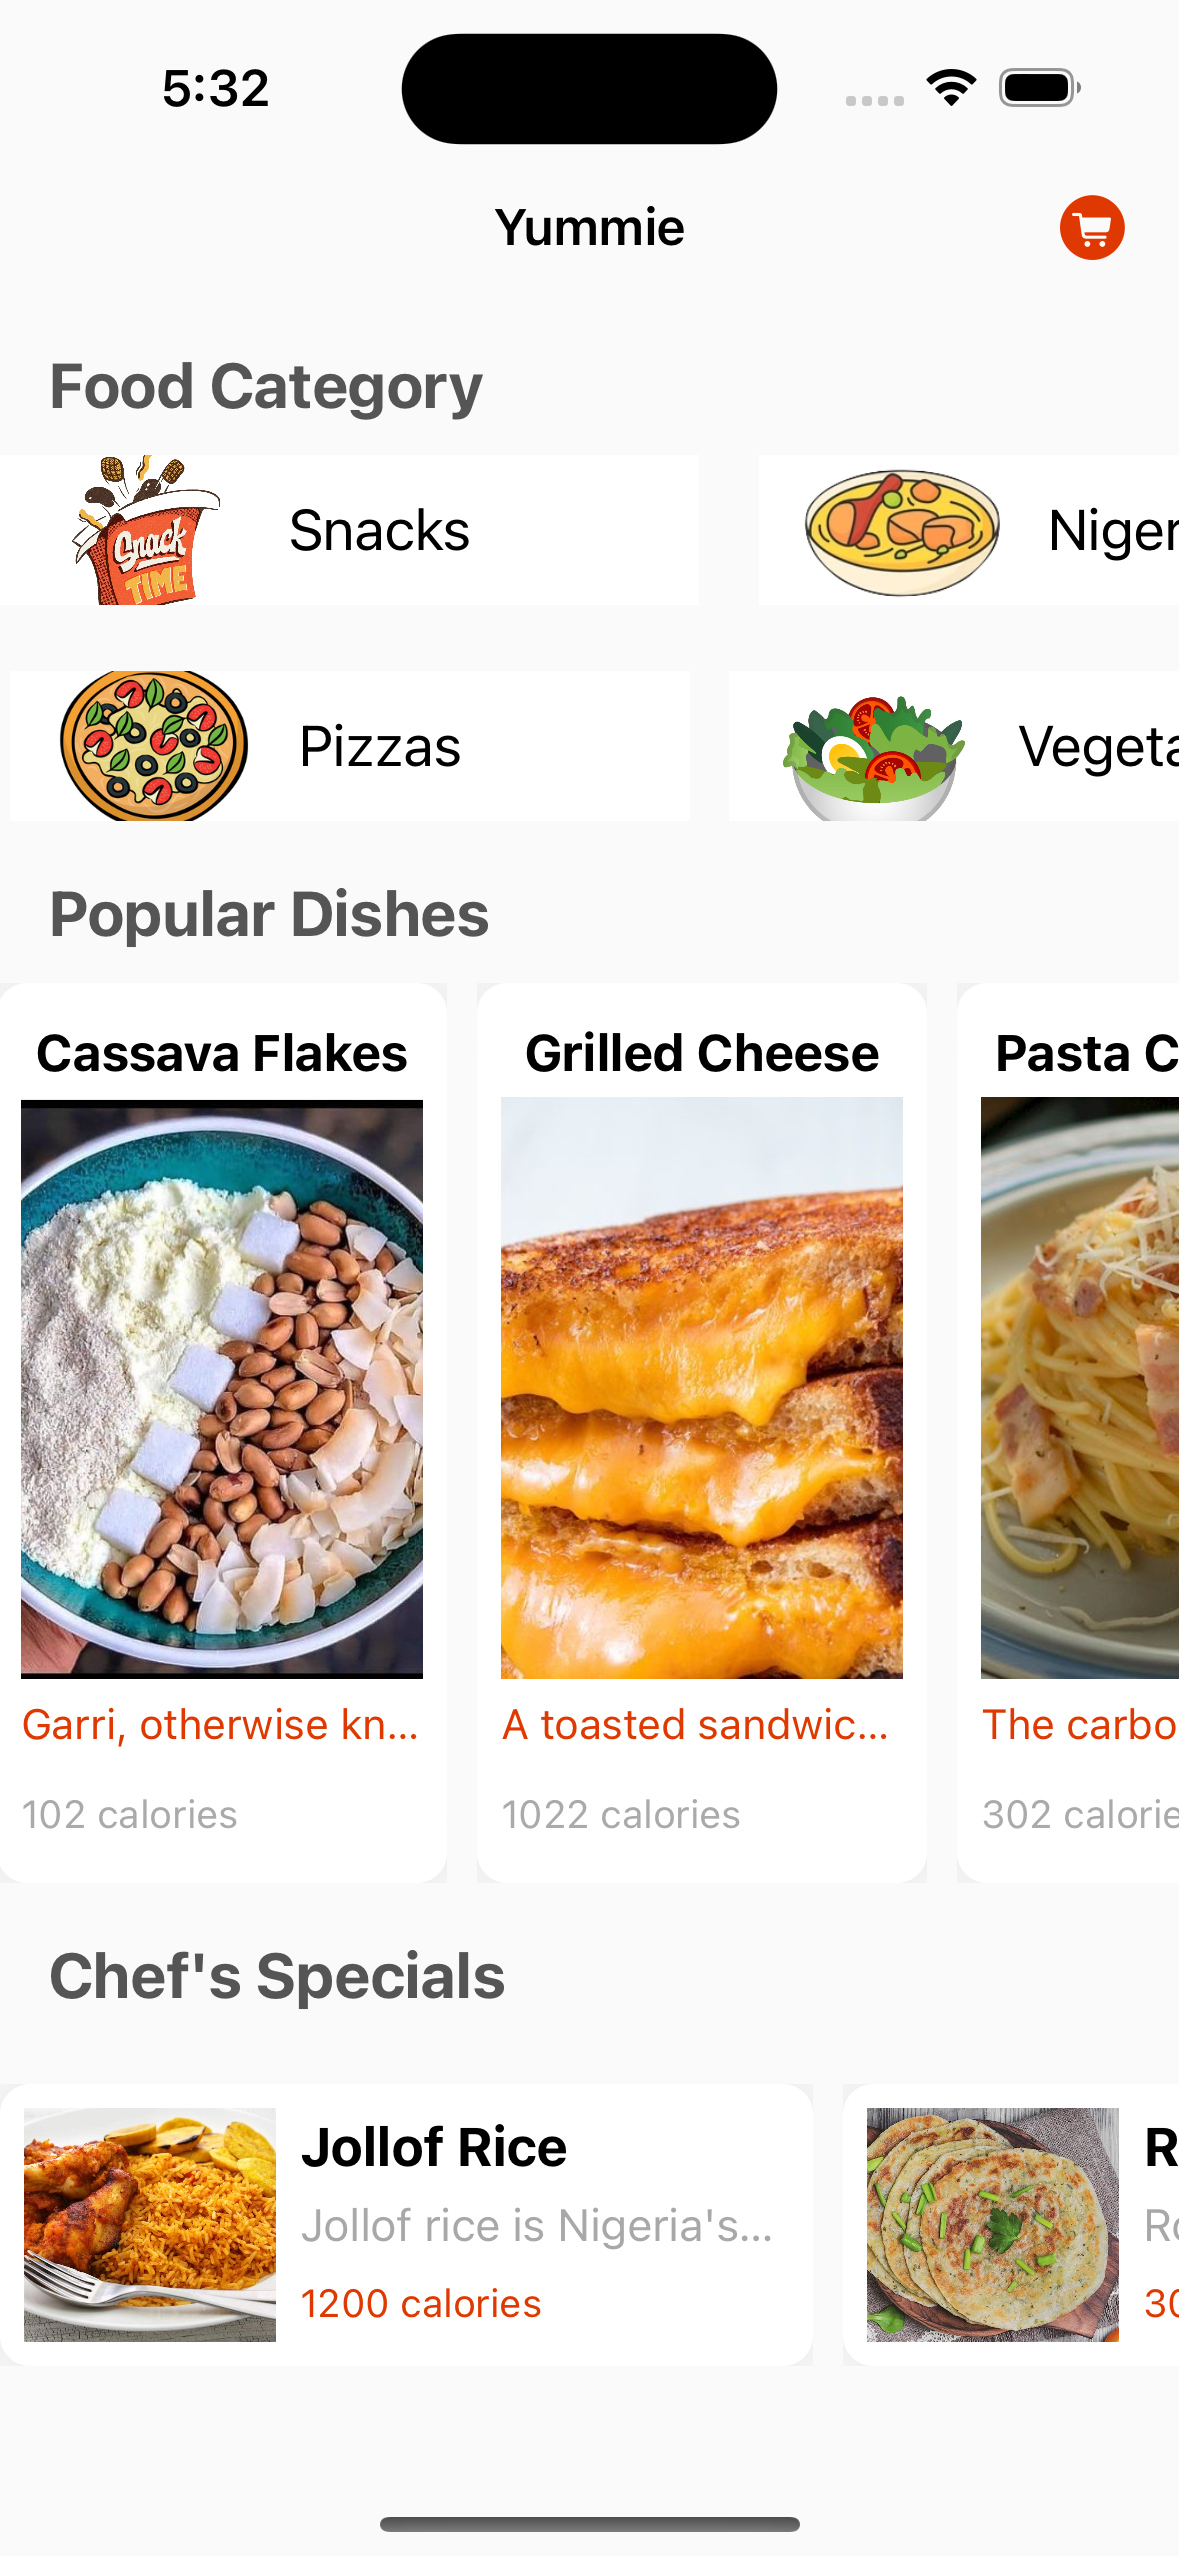 5:32
Yummie
Food Category
Snack
TIME
Snacks
Niger
Pizzas
Vegeta
Popular Dishes
Cassava Flakes
Grilled Cheese
Pasta C
Garri, otherwise kn...
A toasted sandwic...
The carbo
102 calories
1022 calories
302 calorie
Chef's Specials
Jollof Rice
R
Jollof rice is Nigeria's...
Ro
1200 calories
30